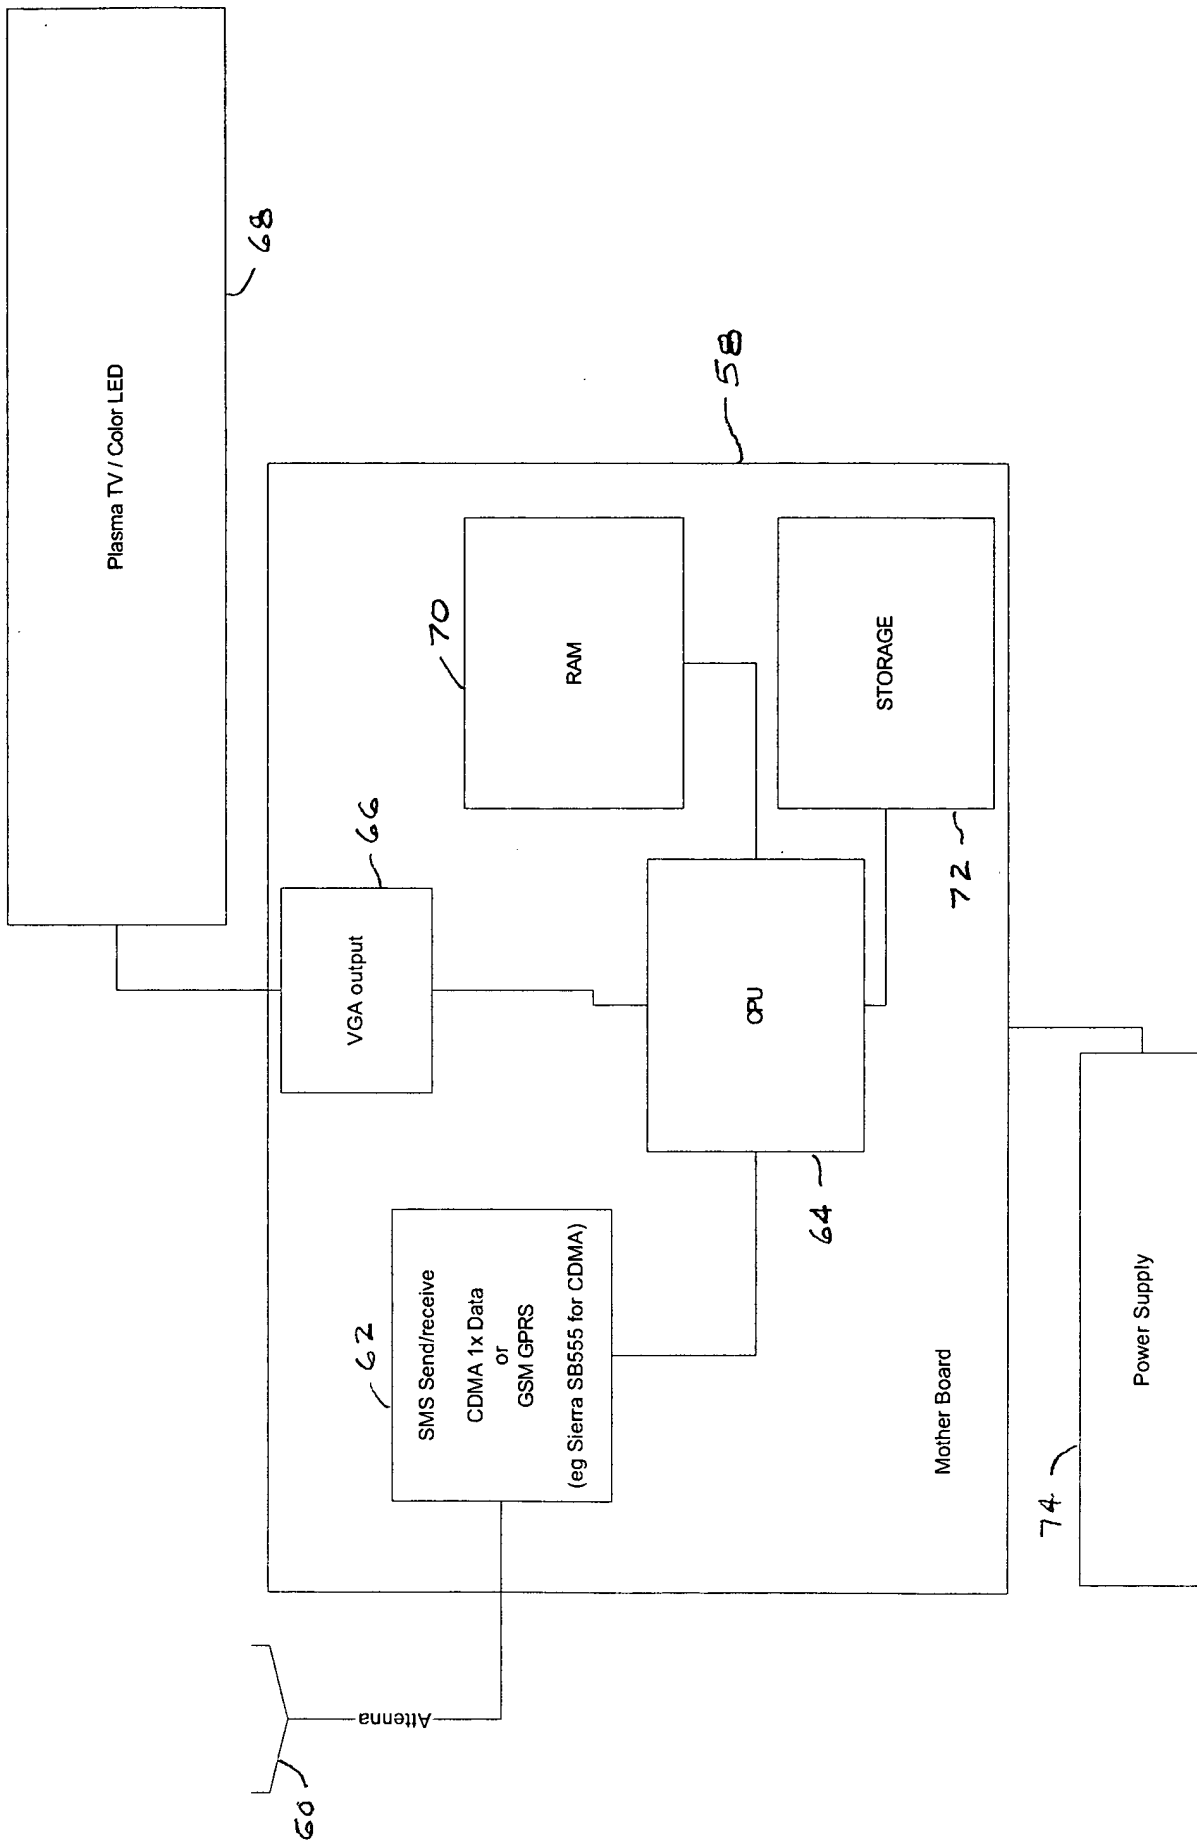 Plasma TV / Color LED
68
58
VGA output
66
RAM
70
STORAGE
72
CPU
64
SMS Send/receive
CDMA 1x Data
or
GSM GPRS
(eg Sierra SB555 for CDMA)
62
Mother Board
Attenna
60
Power Supply
74